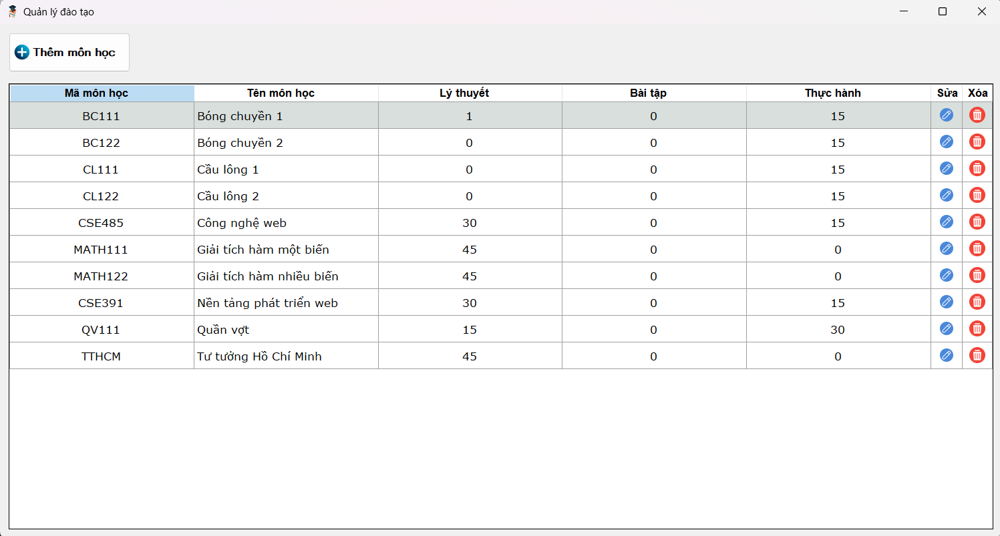 Quản lý đào tạo
Thêm môn học
Mã môn học Tên môn học Lý thuyết Bài tập Thực hành Sửa Xóa
BC111 Bóng chuyền 1 1 0 15
BC122 Bóng chuyền 2 0 0 15
CL111 Cầu lông 1 0 0 15
CL122 Cầu lông 2 0 0 15
CSE485 Công nghệ web 30 0 15
MATH111 Giải tích hàm một biến 45 0 0
MATH122 Giải tích hàm nhiều biến 45 0 0
CSE391 Nền tảng phát triển web 30 0 15
QV111 Quần vợt 15 0 30
TTHCM Tư tưởng Hồ Chí Minh 45 0 0